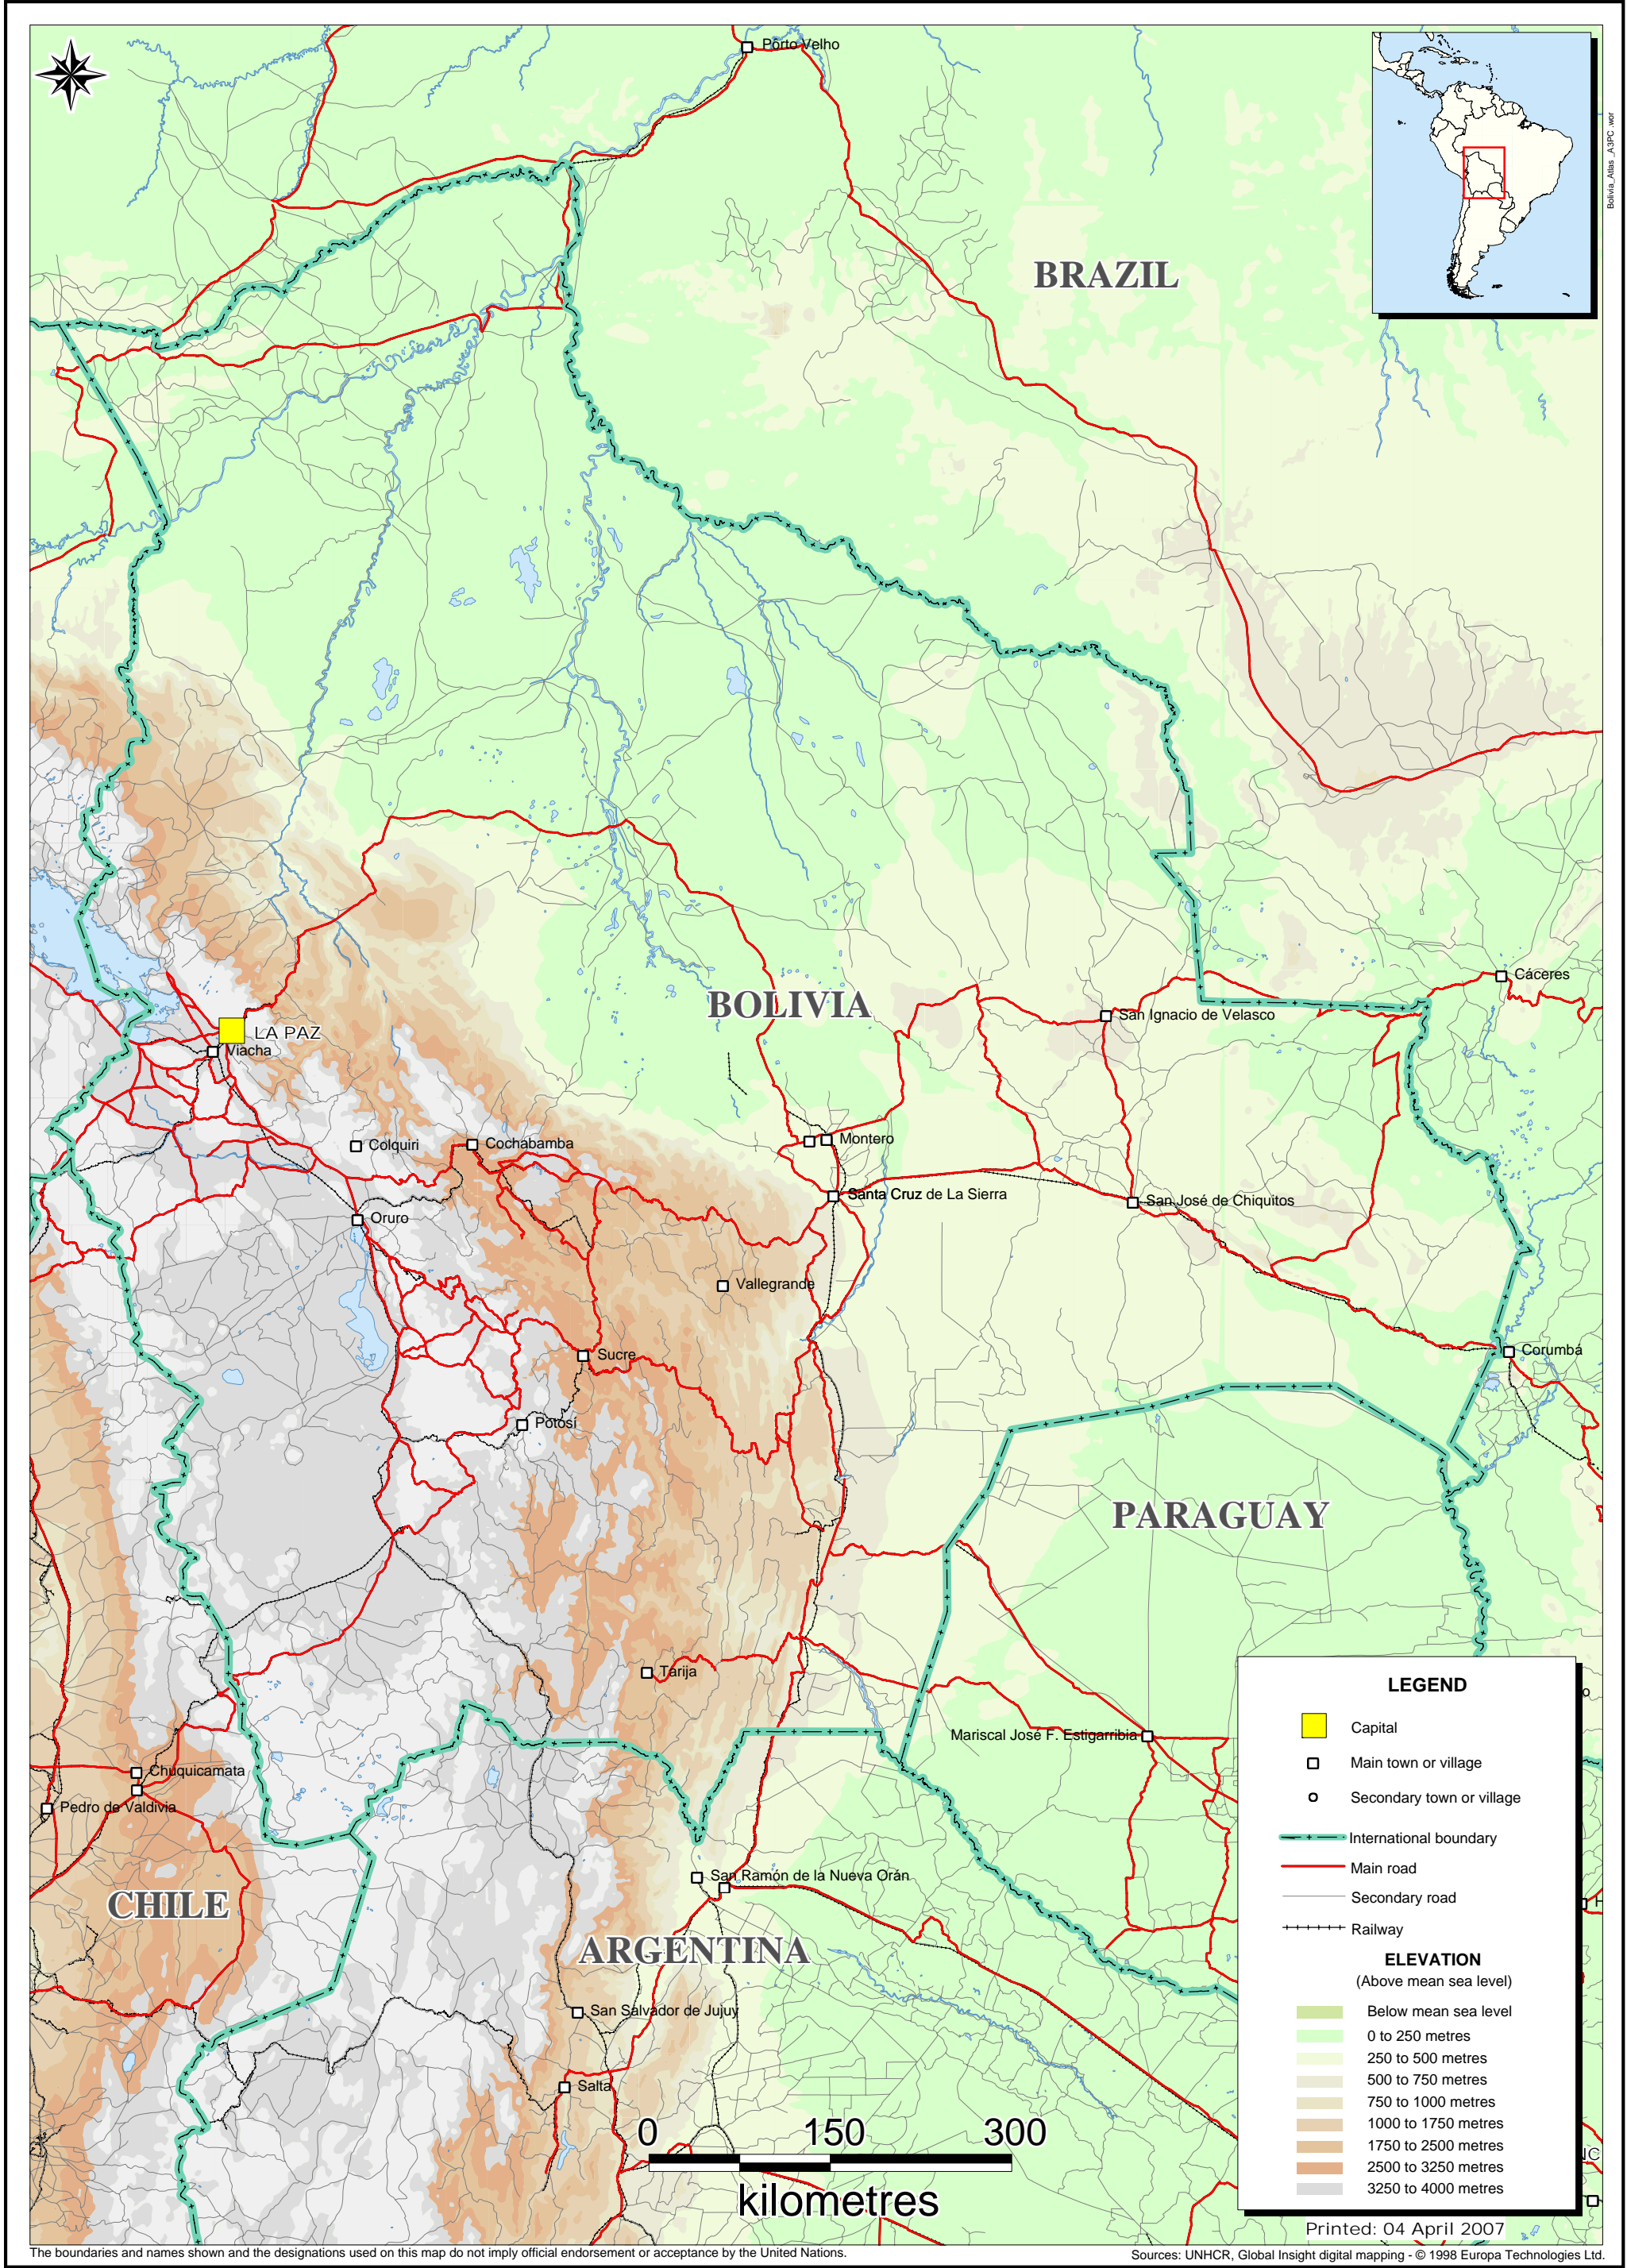 Pôrto Velho
Bolivia_Atlas _A3PC .wor
BRAZIL
Cáceres
BOLIVIA
San Ignacio de Velasco
LA PAZ
Viacha
Colquiri
Cochabamba
Montero
Santa Cruz de La Sierra
San José de Chiquitos
Oruro
Vallegrande
Sucre
Corumbá
Potosí
PARAGUAY
Tarija
Mariscal José F. Estigarribia
Chuquicamata
Pedro de Valdivia
San Ramón de la Nueva Orán
CHILE
ARGENTINA
San Salvador de Jujuy
Salta
0 150 300
kilometres
LEGEND
Capital
Main town or village
Secondary town or village
International boundary
Main road
Secondary road
Railway
ELEVATION
(Above mean sea level)
Below mean sea level
0 to 250 metres
250 to 500 metres
500 to 750 metres
750 to 1000 metres
1000 to 1750 metres
1750 to 2500 metres
2500 to 3250 metres
3250 to 4000 metres
Printed: 04 April 2007
The boundaries and names shown and the designations used on this map do not imply official endorsement or acceptance by the United Nations.
Sources: UNHCR, Global Insight digital mapping - © 1998 Europa Technologies Ltd.